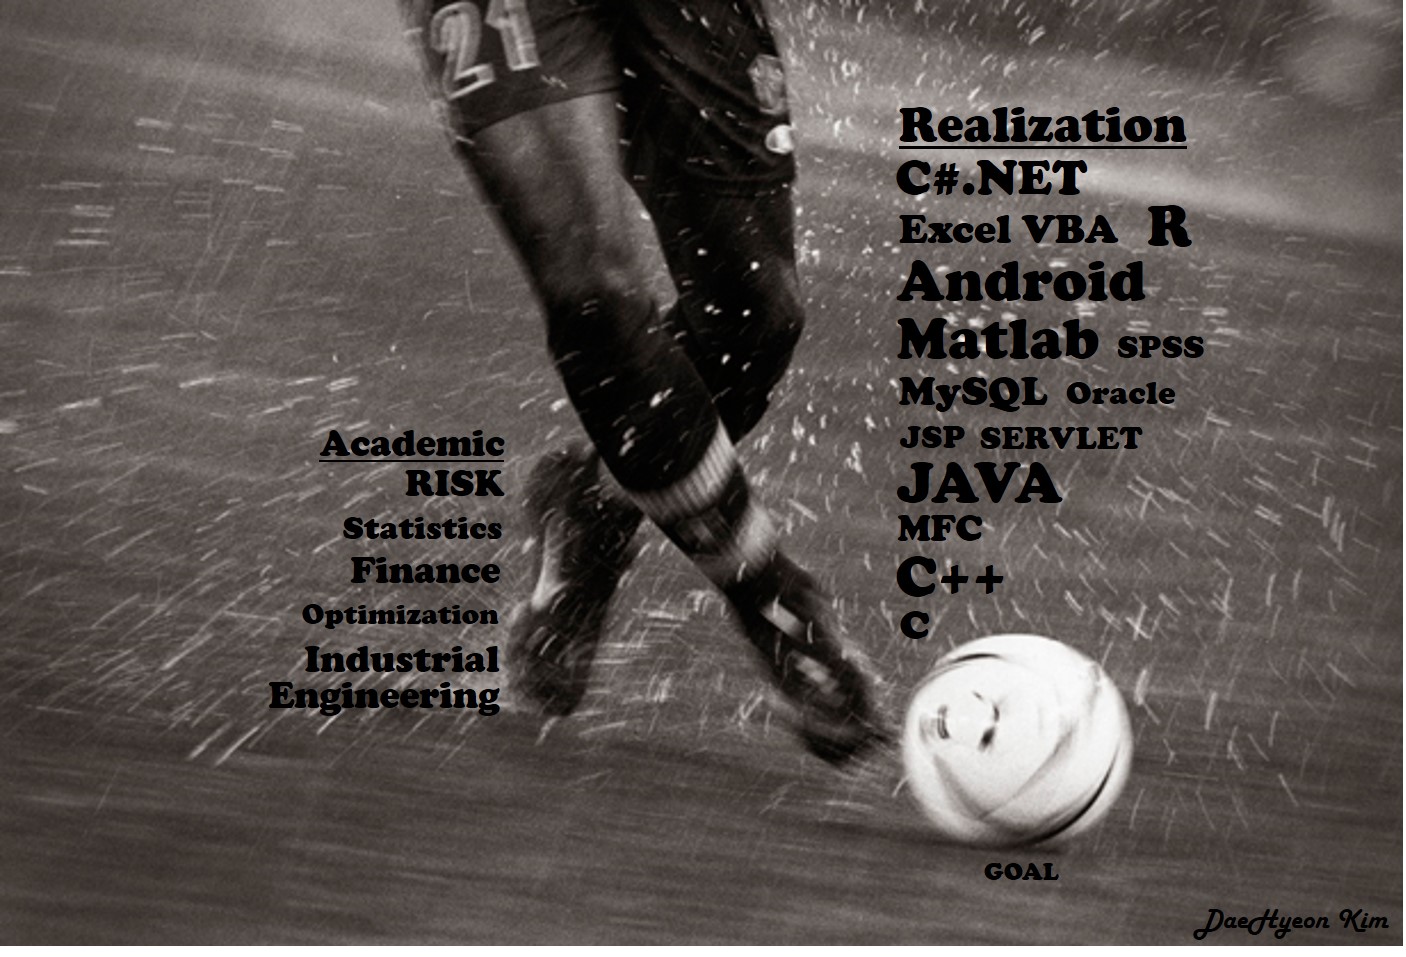 21
Realization
C#.NET
Excel VBA R
Android
Matlab SPSS
MySQL Oracle
JSP SERVLET
JAVA
MFC
C++
C
Academic
RISK
Statistics
Finance
Optimization
Industrial
Engineering
GOAL
DaeHyeon Kim